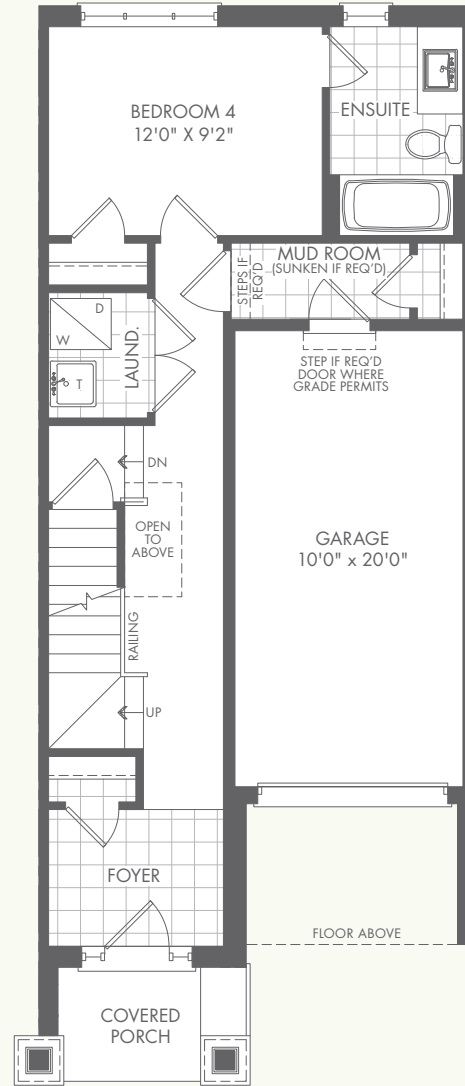 BEDROOM 4
12'0" X 9'2"
ENSUITE
MUD ROOM
(SUNKEN IF REQ'D)
STEPS IF
REQ'D
D
W
LAUND.
T
STEP IF REQ'D
DOOR WHERE
GRADE PERMITS
DN
OPEN
TO
ABOVE
GARAGE
10'0" x 20'0"
RAILING
UP
FOYER
FLOOR ABOVE
COVERED
PORCH